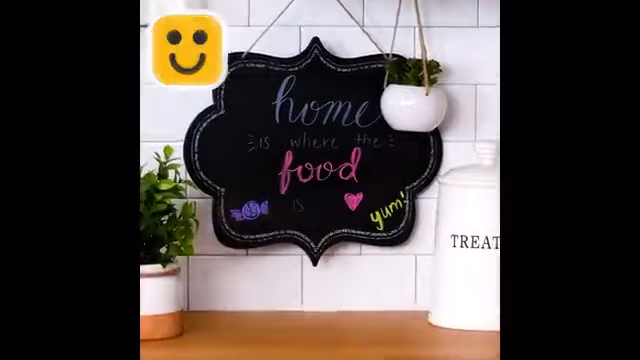 home
is where the
food
is
yum!
TREAT